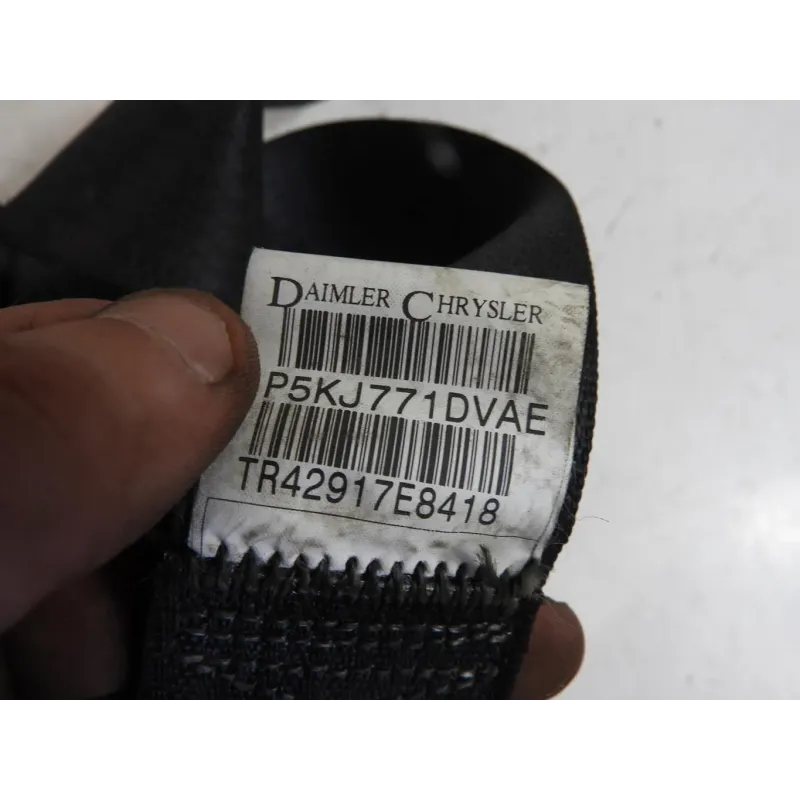 DAIMLER CHRYSLER
P5KJ771DVAE
TR42917E8418